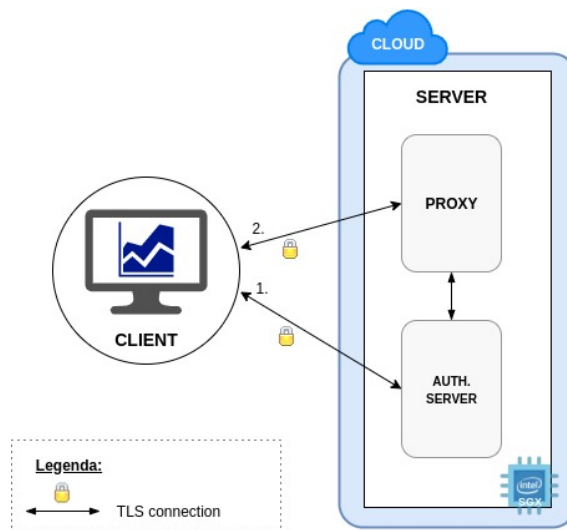 CLOUD
SERVER
PROXY
2.
1.
CLIENT
AUTH.
SERVER
intel
SGX
Legenda:
TLS connection